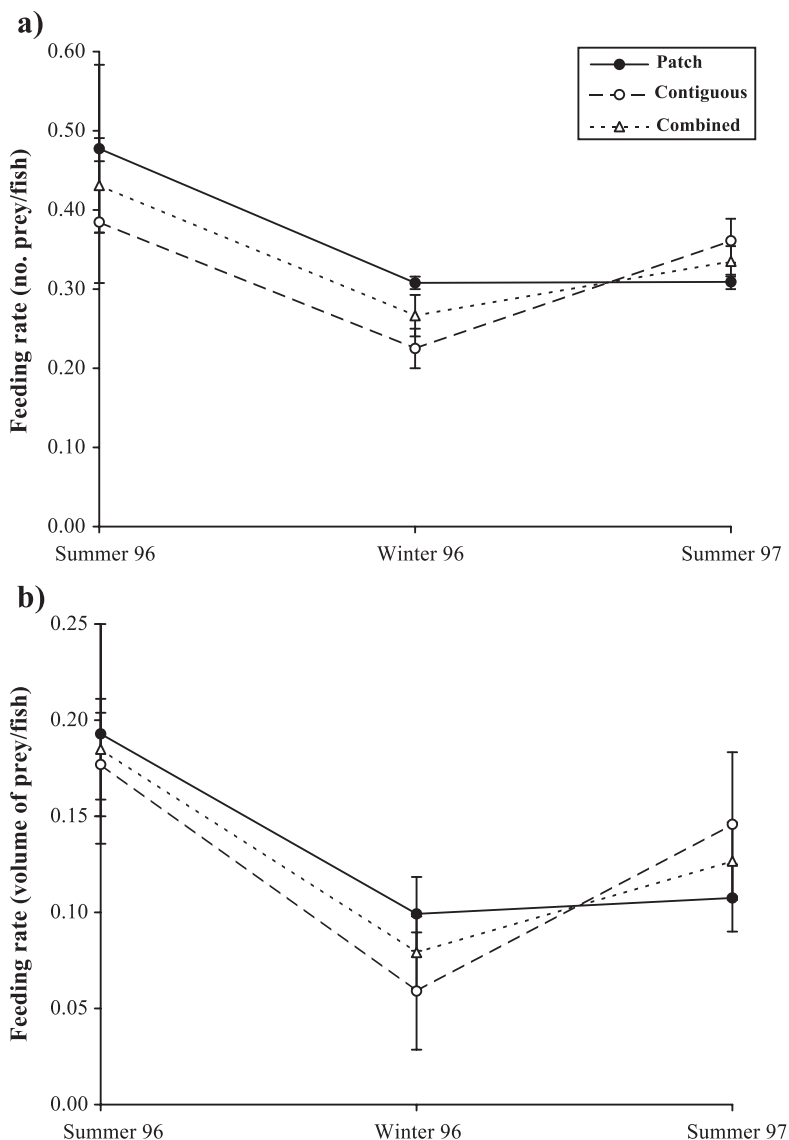 a)
0.60
0.50
0.40
0.30
0.20
0.10
0.00
Feeding rate (no. prey/fish)
Patch
Contiguous
Combined
Summer 96
Winter 96
Summer 97
b)
0.25
0.20
0.15
0.10
0.05
0.00
Feeding rate (volume of prey/fish)
Summer 96
Winter 96
Summer 97